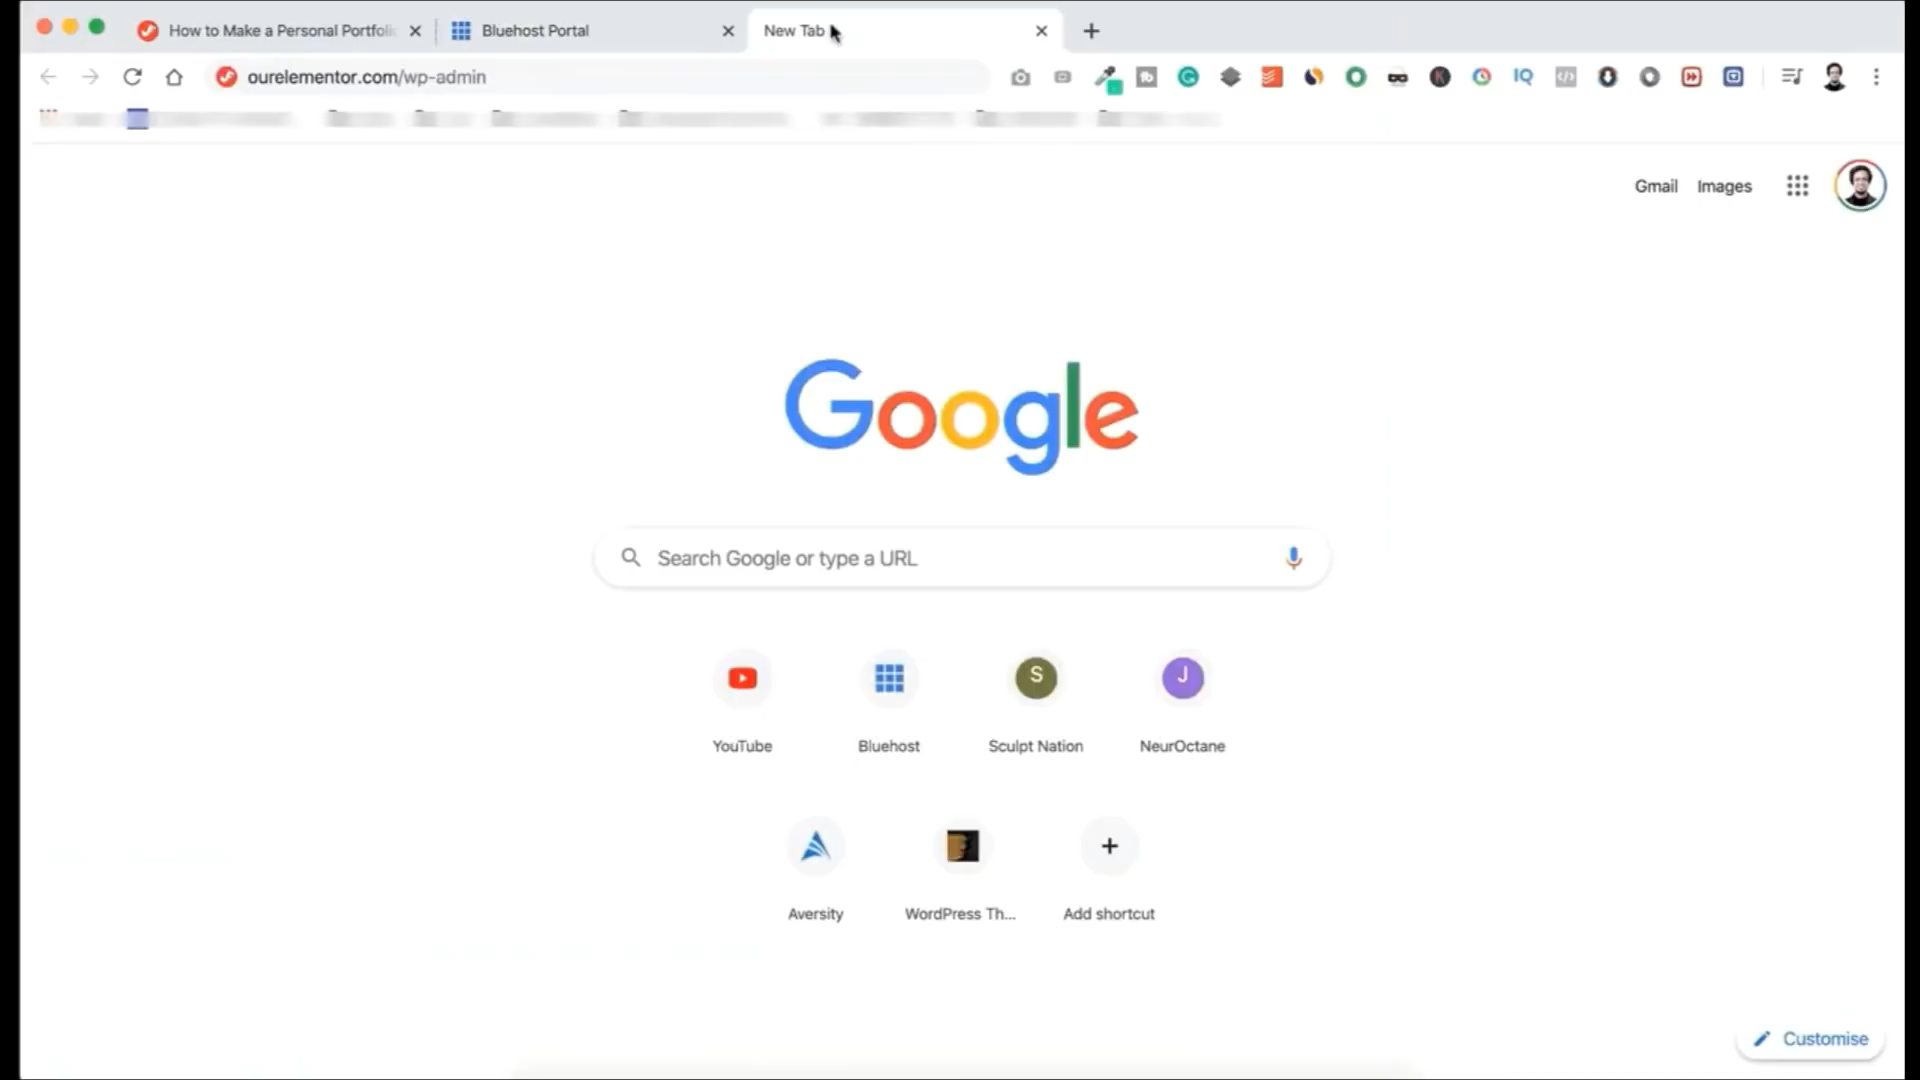 How to Make a Personal Portfoli
Bluehost Portal
New Tab
ourelementor.com/wp-admin
IQ
Gmail
Images
Google
Search Google or type a URL
S
J
YouTube
Bluehost
Sculpt Nation
NeurOctane
Aversity
WordPress Th...
Add shortcut
Customise